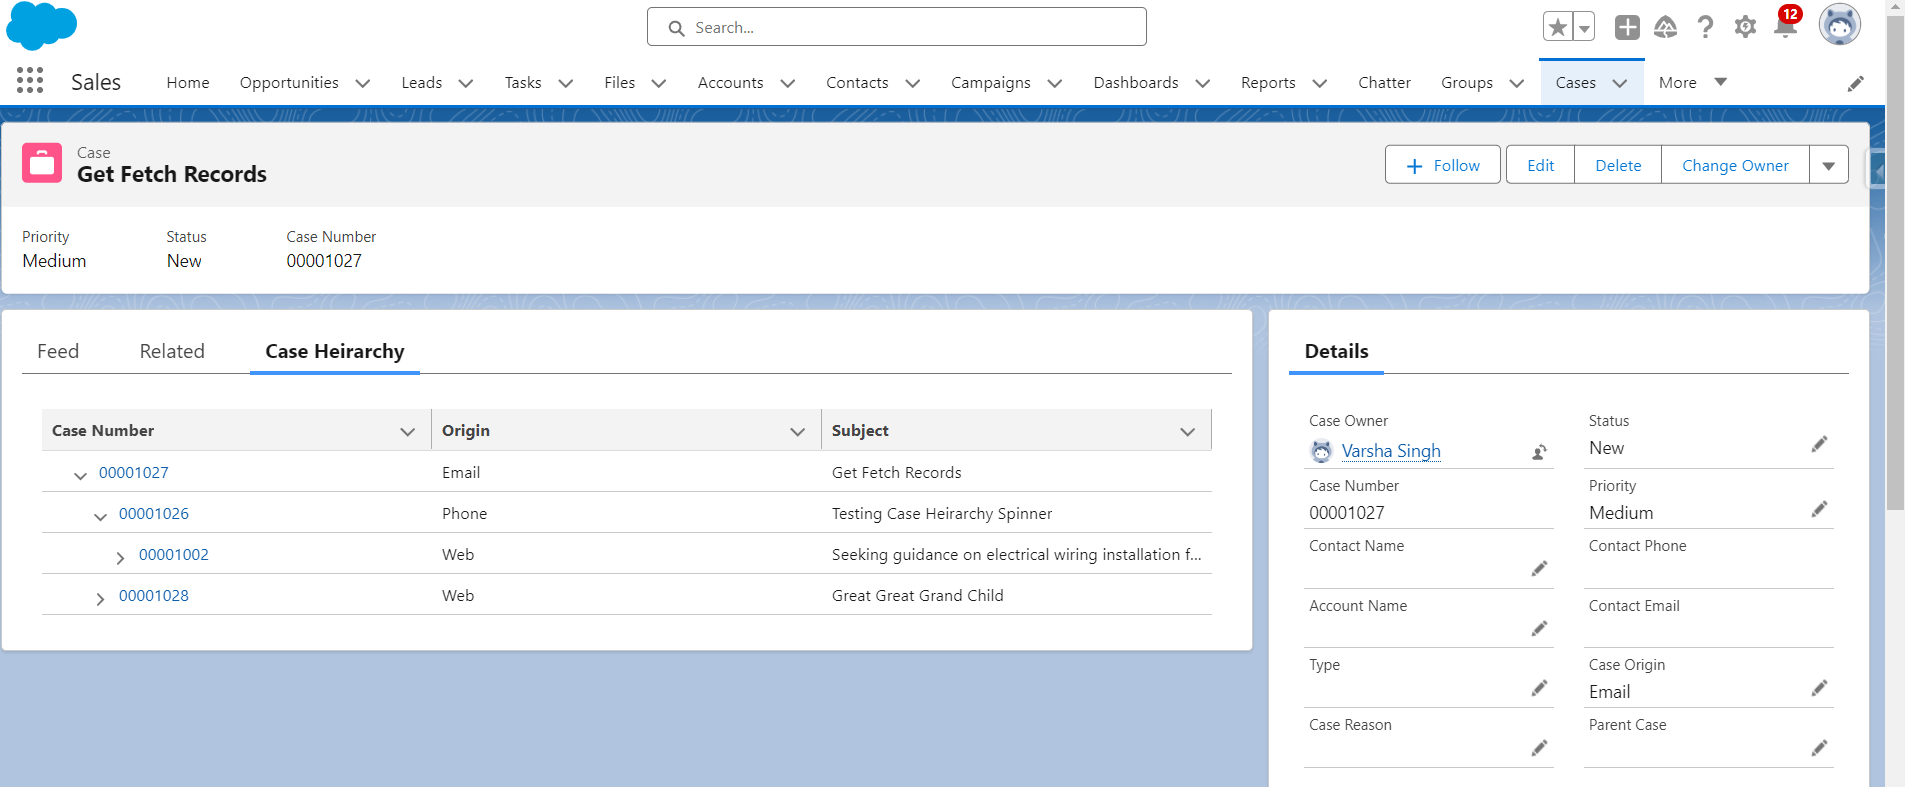 Search...
12
Sales Home Opportunities Leads Tasks Files Accounts Contacts Campaigns Dashboards Reports Chatter Groups Cases More
Case
Get Fetch Records
Follow Edit Delete Change Owner
Priority Status Case Number
Medium New 00001027
Feed Related Case Heirarchy
Case Number Origin Subject
00001027 Email Get Fetch Records
00001026 Phone Testing Case Heirarchy Spinner
00001002 Web Seeking guidance on electrical wiring installation f...
00001028 Web Great Great Grand Child
Details
Case Owner Status
Varsha Singh New
Case Number Priority
00001027 Medium
Contact Name Contact Phone
Account Name Contact Email
Type Case Origin
Email
Case Reason Parent Case